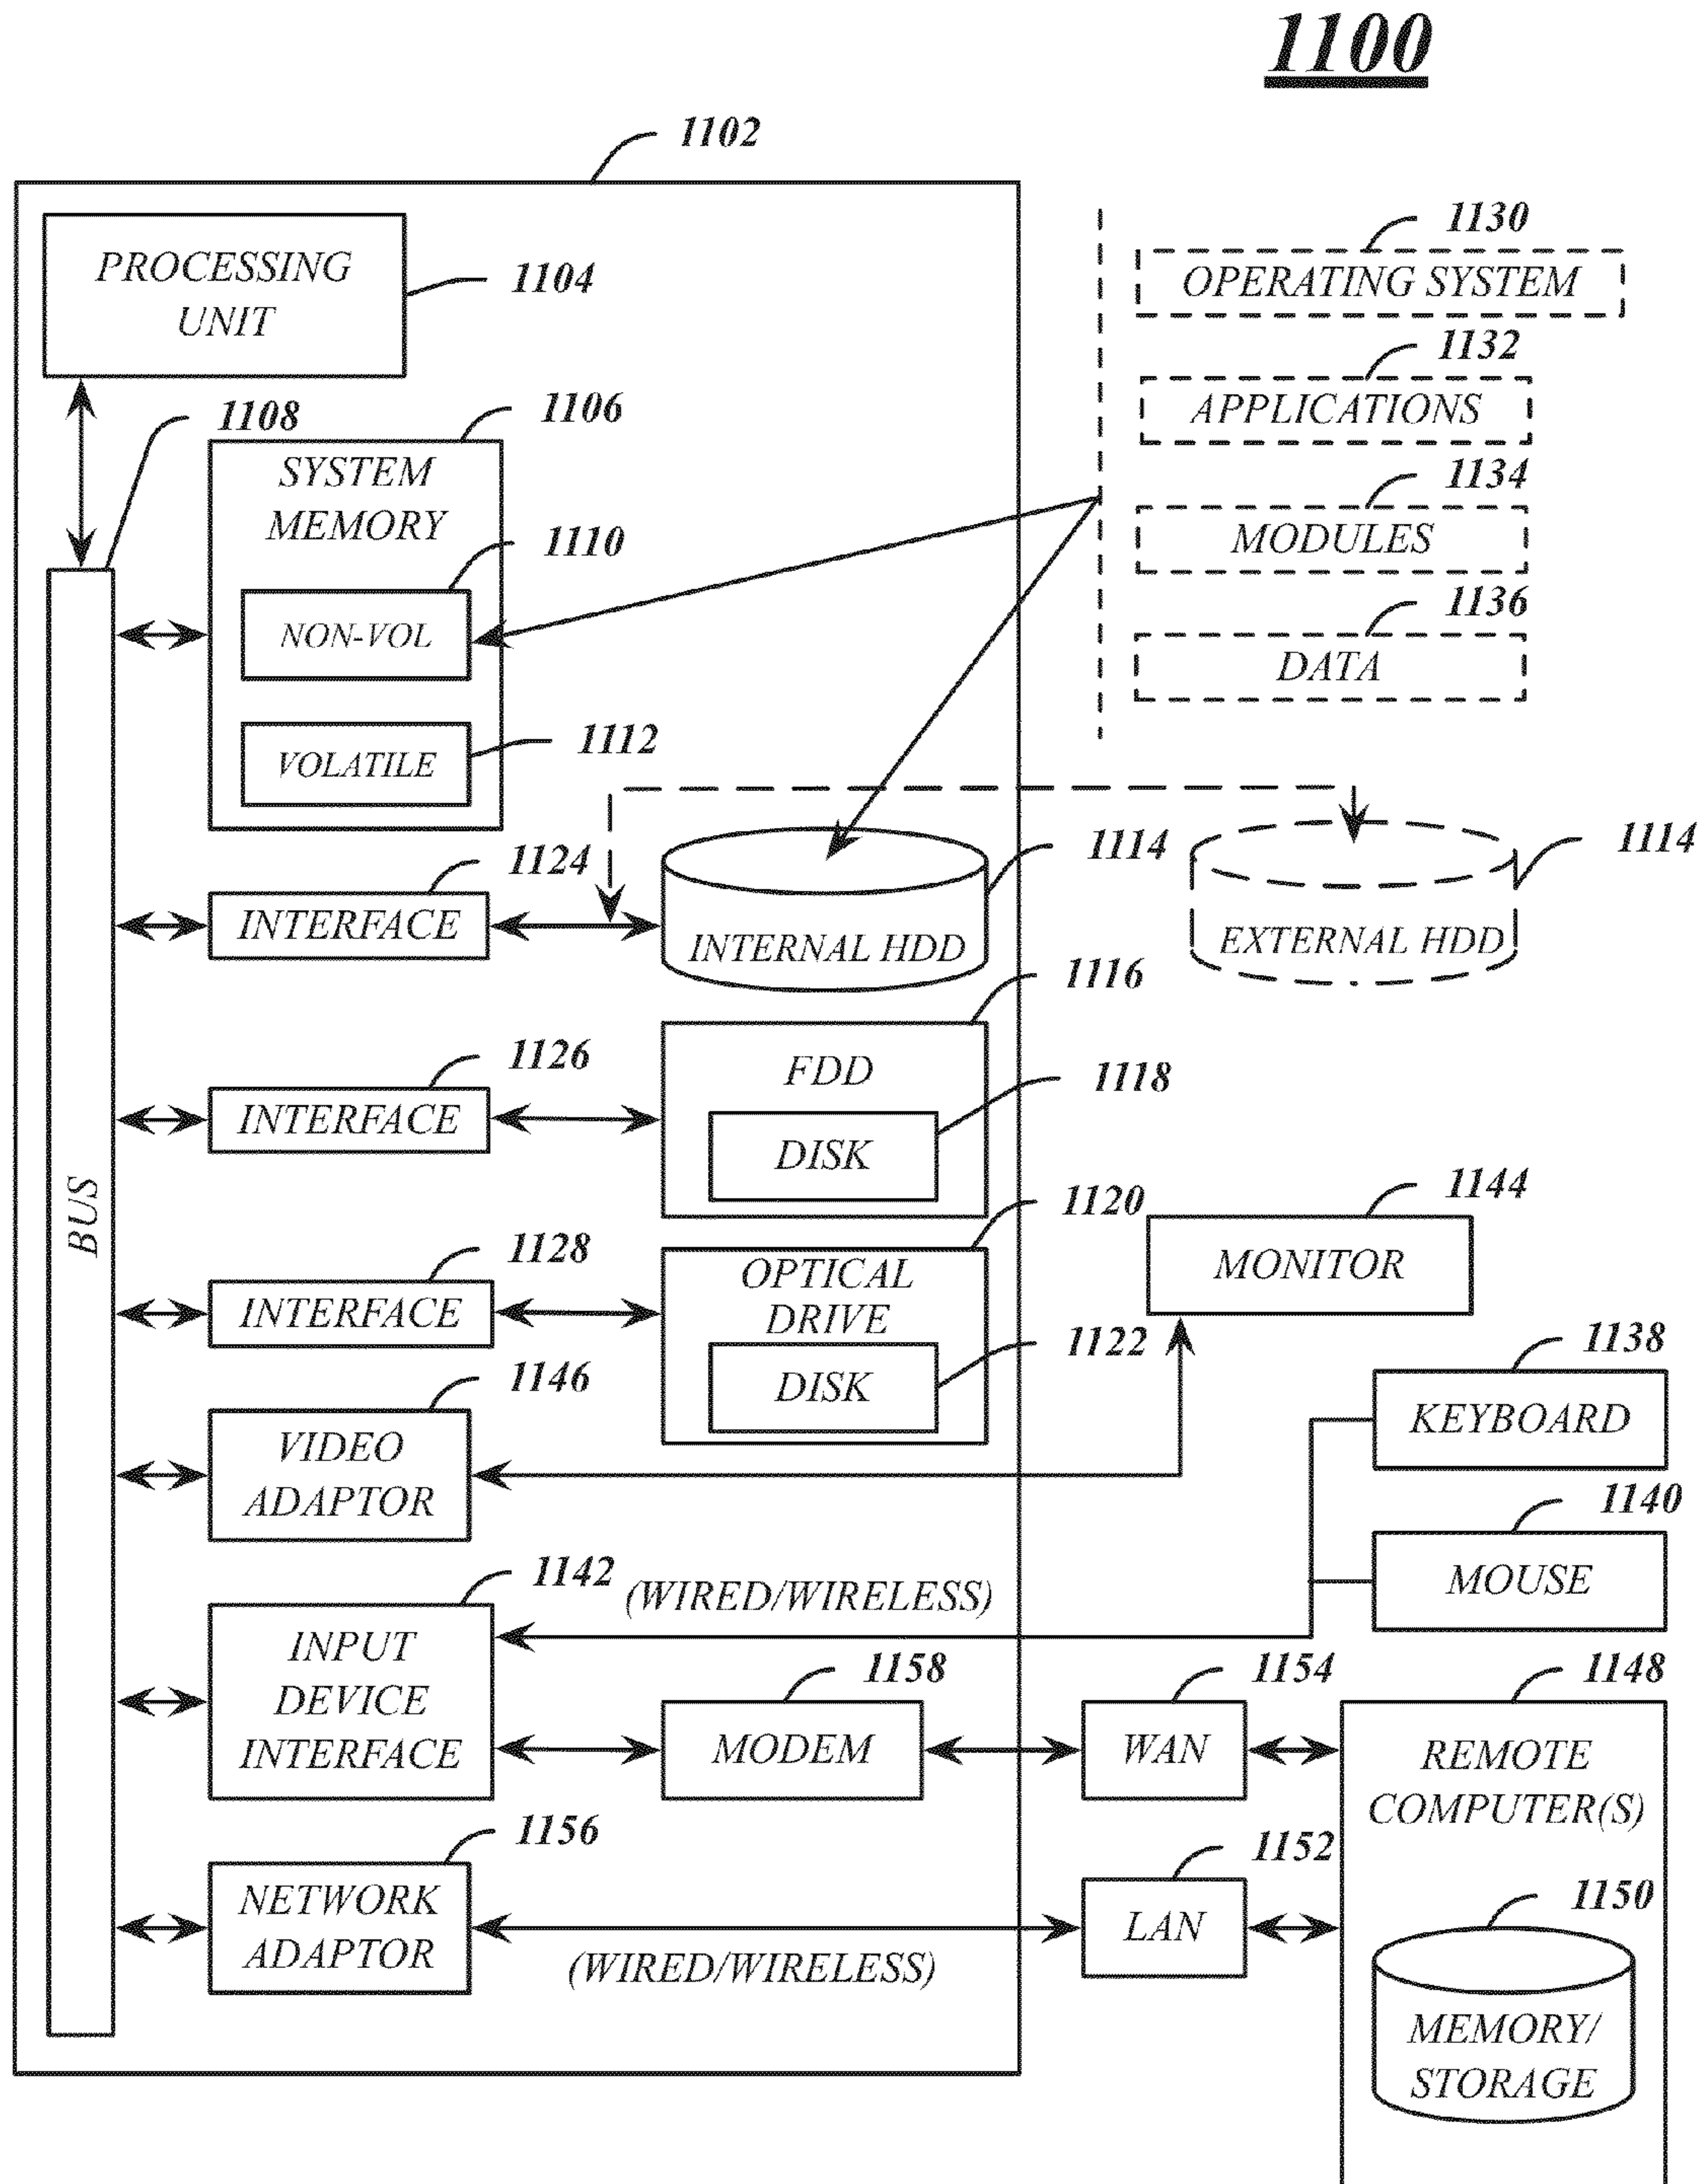 1100
1102
PROCESSING
UNIT
1104
1130
OPERATING SYSTEM
1132
APPLICATIONS
1134
MODULES
1136
DATA
1108
1106
SYSTEM
MEMORY
1110
NON-VOL
1112
VOLATILE
1124
INTERFACE
1114
INTERNAL HDD
1114
EXTERNAL HDD
1126
INTERFACE
1116
FDD
1118
DISK
BUS
1128
INTERFACE
1120
OPTICAL
DRIVE
1122
DISK
1144
MONITOR
1146
VIDEO
ADAPTOR
1138
KEYBOARD
1140
MOUSE
1142
(WIRED/WIRELESS)
INPUT
DEVICE
INTERFACE
1158
MODEM
1154
WAN
1148
REMOTE
COMPUTER(S)
1156
NETWORK
ADAPTOR
(WIRED/WIRELESS)
1152
LAN
1150
MEMORY/
STORAGE